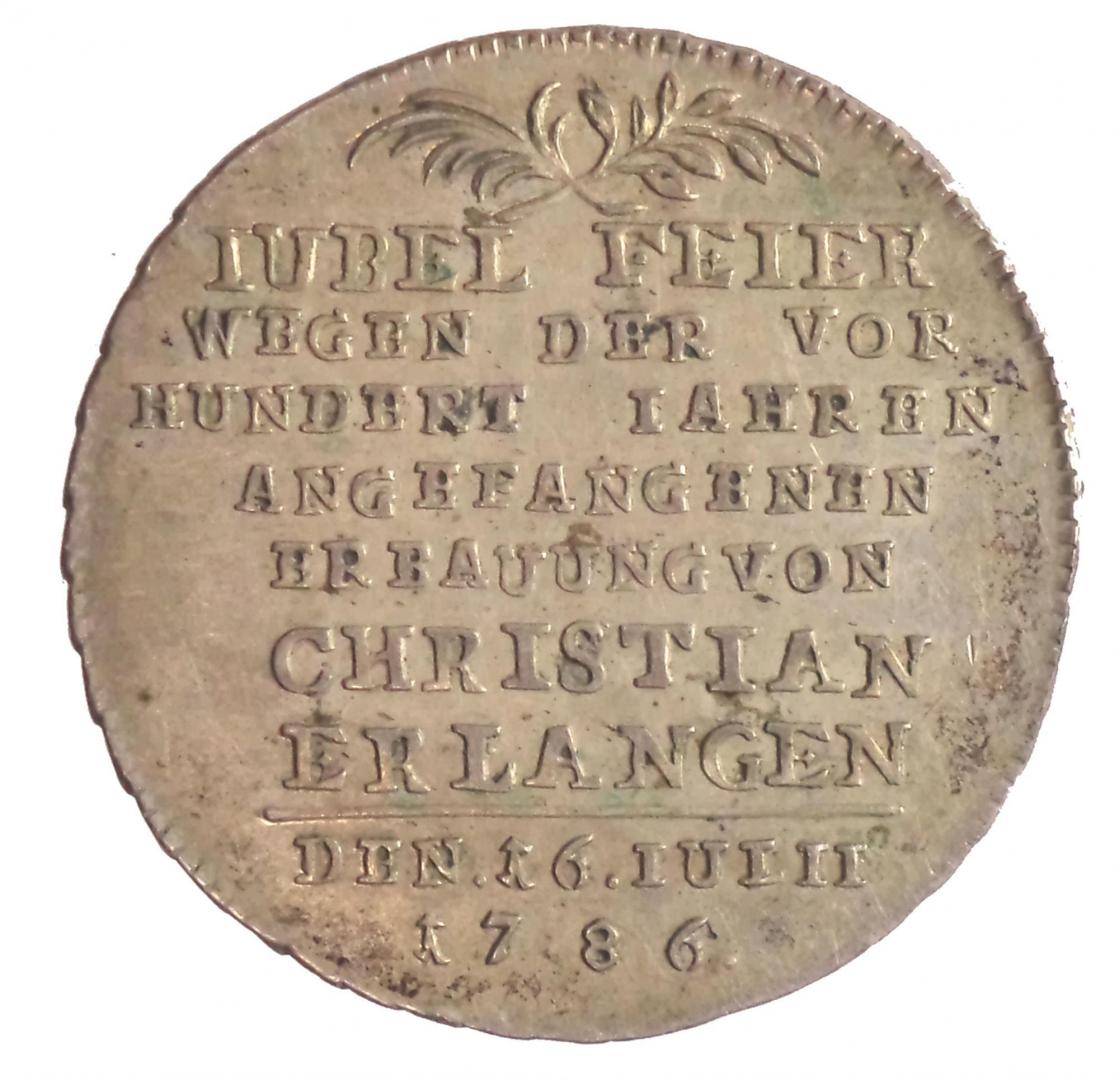 IUBEL FEIER
WEGEN DER VOR
HUNDERT IAHREN
ANGEFANGENEN
ERBAUUNG VON
CHRISTIAN
ERLANGEN
DEN. 16. IULII
1786.